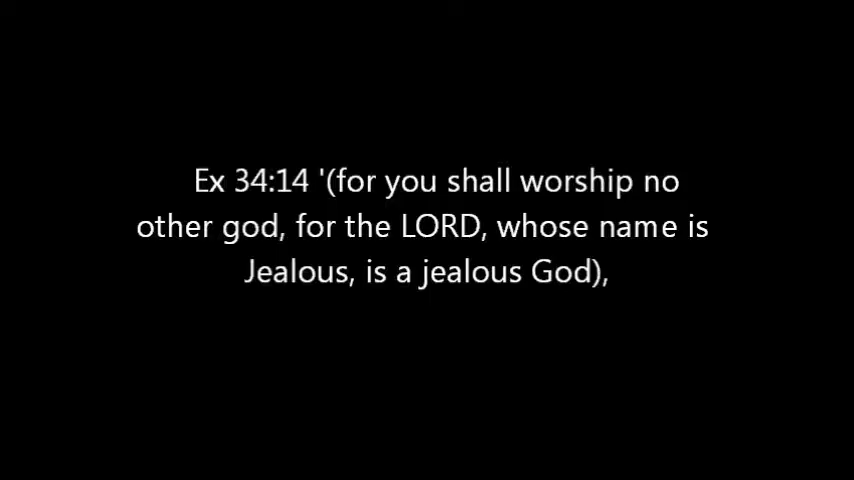 Ex 34:14 '(for you shall worship no
other god, for the LORD, whose name is
Jealous, is a jealous God),